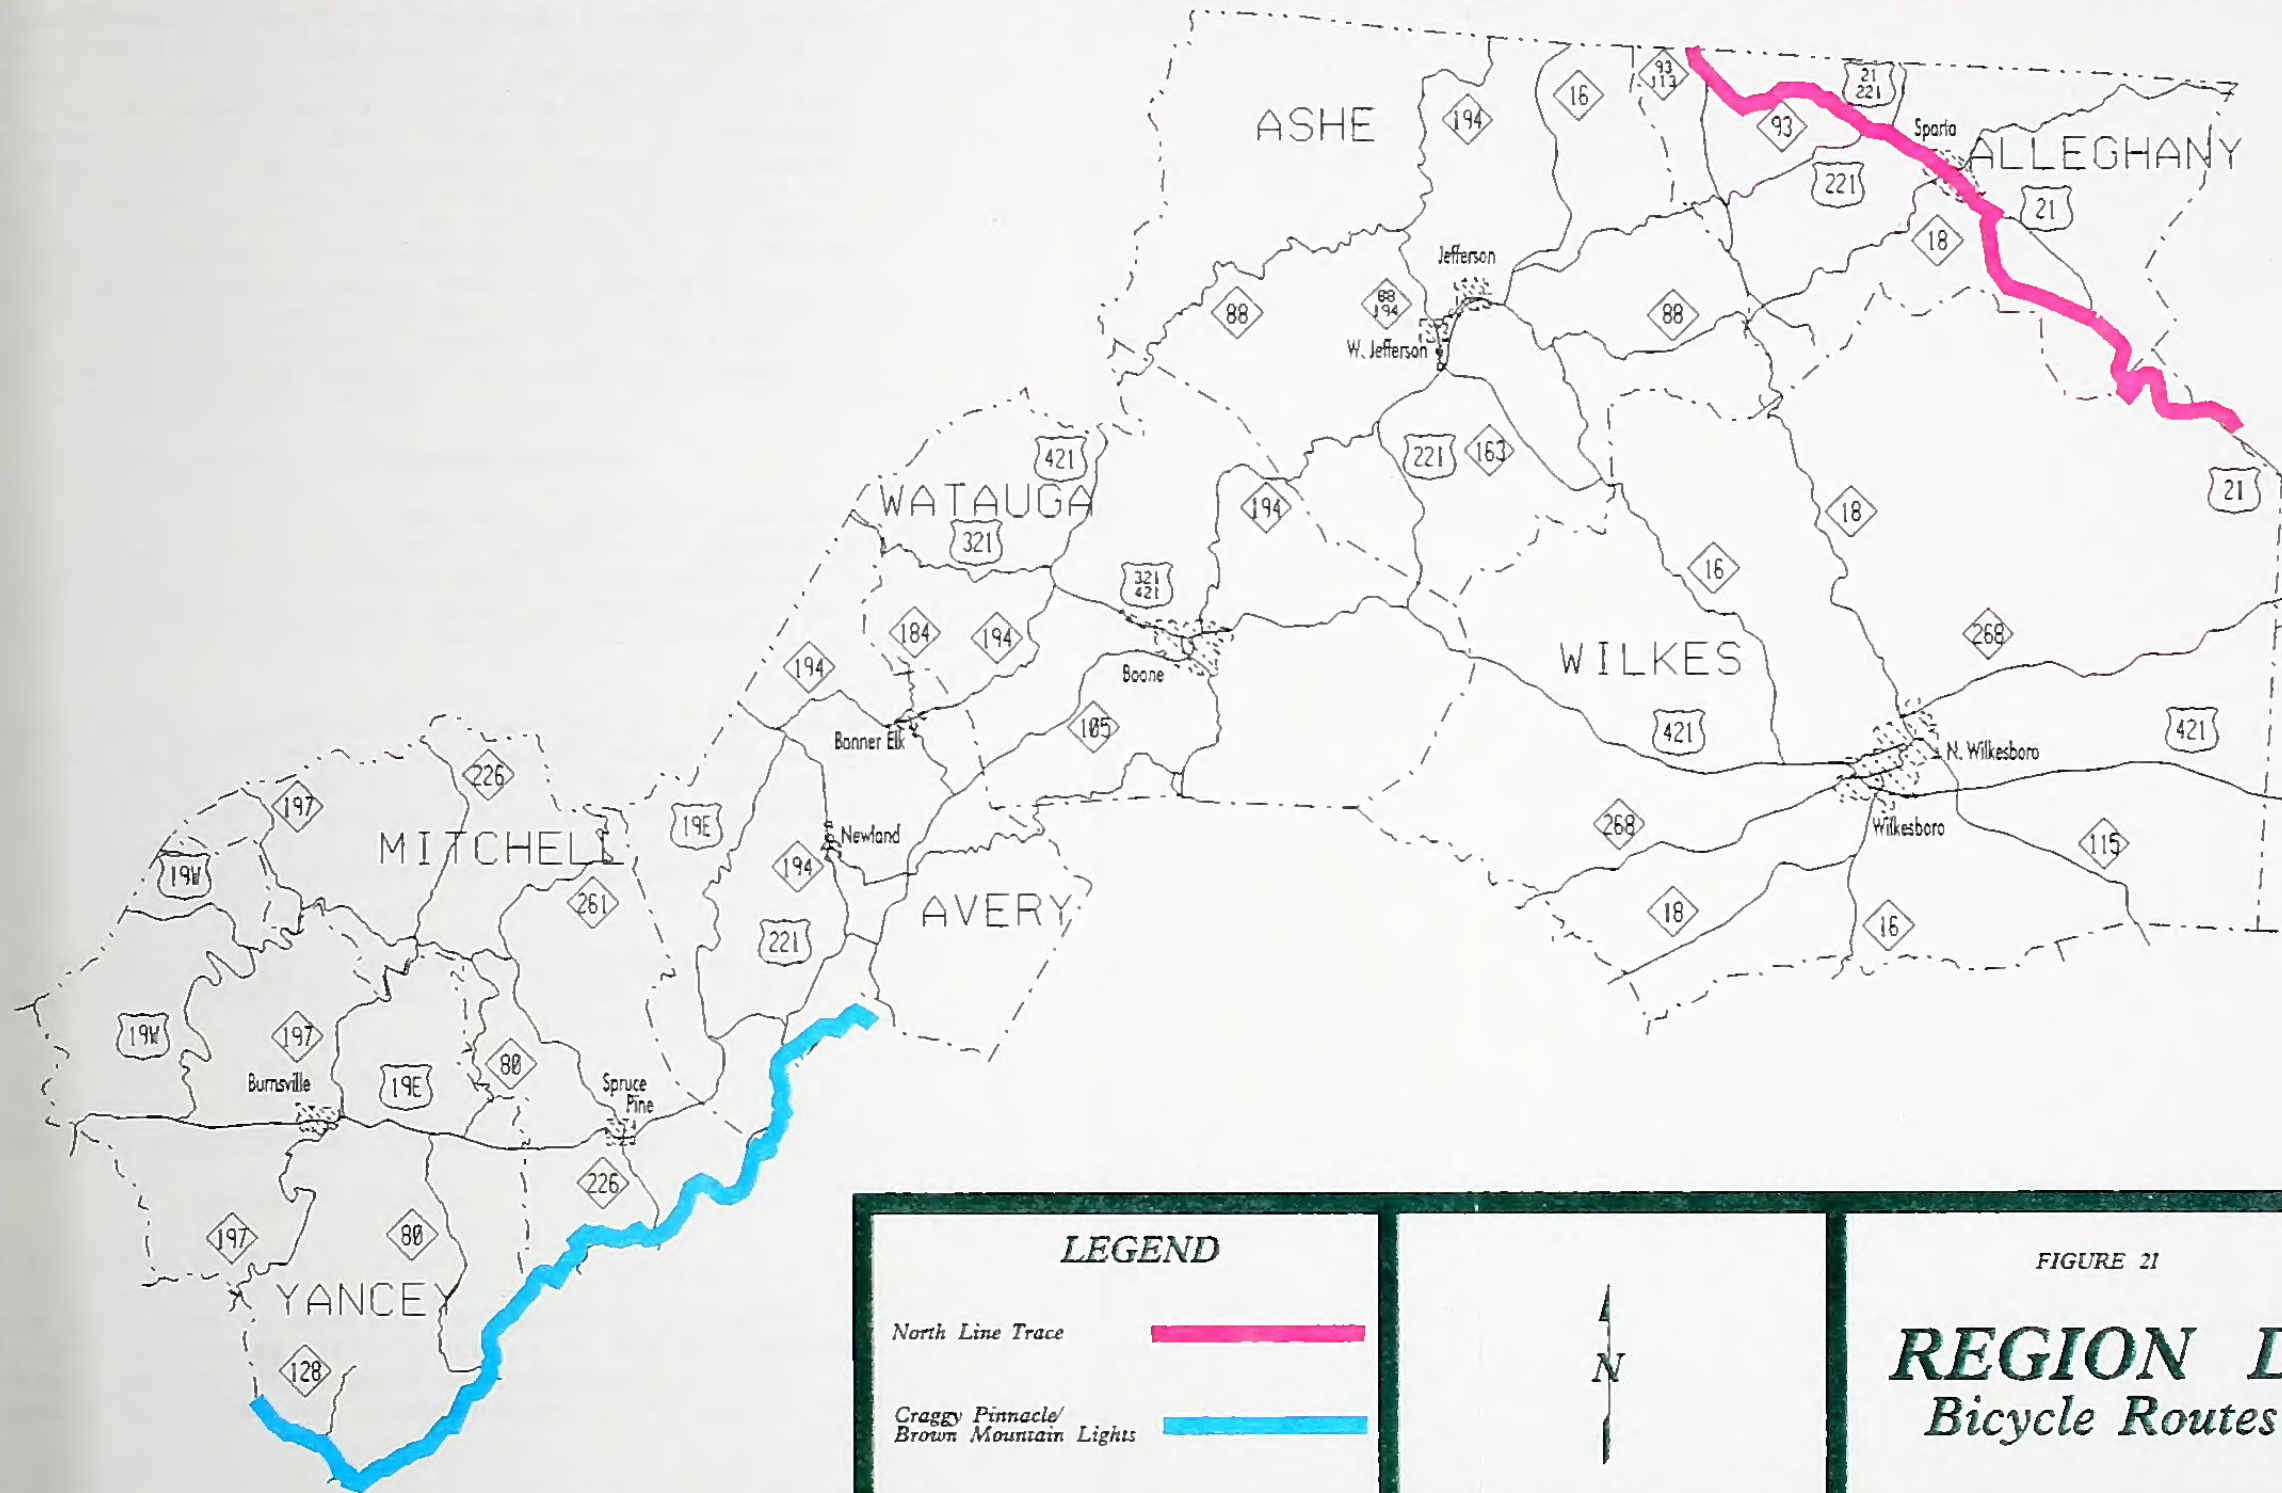 93
113
21
221
ASHE
194
16
93
Sparta
ALLEGHANY
221
21
18
Jefferson
88
88
194
88
W. Jefferson
421
221
163
WATAUGA
194
18
21
321
16
321
421
184
194
268
194
WILKES
Boone
105
421
421
Banner Elk
N. Wilkesboro
226
197
19E
Newland
268
Wilkesboro
MITCHELL
194
115
19W
261
AVERY
18
16
221
19W
197
80
Burnsville
19E
Spruce
Pine
226
197
80
YANCEY
128
LEGEND
North Line Trace
Craggy Pinnacle/
Brown Mountain Lights
N
FIGURE 21
REGION
Bicycle Routes